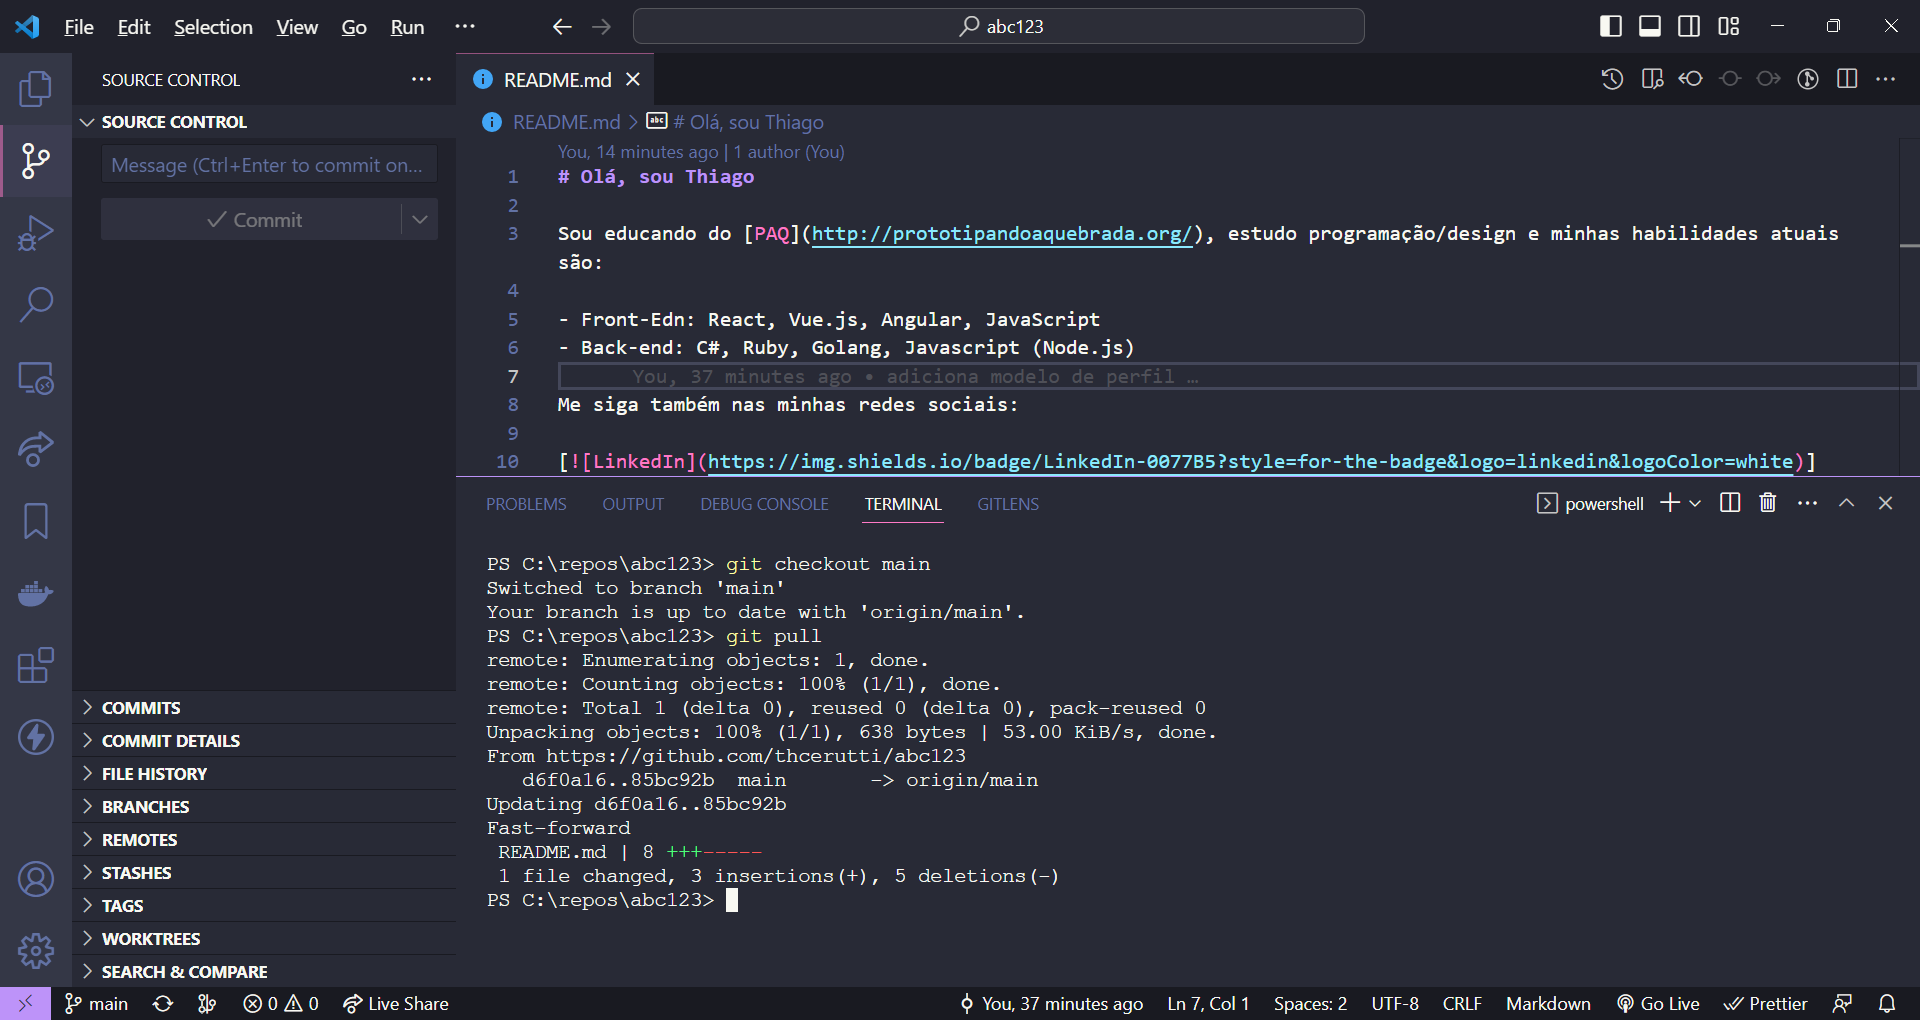 File Edit Selection View Go Run ··· abc123
SOURCE CONTROL ···
SOURCE CONTROL
Message (Ctrl+Enter to commit on...
Commit
COMMITS
COMMIT DETAILS
FILE HISTORY
BRANCHES
REMOTES
STASHES
TAGS
WORKTREES
SEARCH & COMPARE
README.md
README.md > abc # Olá, sou Thiago
You, 14 minutes ago | 1 author (You)
1 # Olá, sou Thiago
2
3 Sou educando do [PAQ](http://prototipandoaquebrada.org/), estudo programação/design e minhas habilidades atuais
são:
4
5 - Front-Edn: React, Vue.js, Angular, JavaScript
6 - Back-end: C#, Ruby, Golang, Javascript (Node.js)
7 You, 37 minutes ago • adiciona modelo de perfil …
8 Me siga também nas minhas redes sociais:
9
10 [![LinkedIn](https://img.shields.io/badge/LinkedIn-0077B5?style=for-the-badge&logo=linkedin&logoColor=white)]
PROBLEMS OUTPUT DEBUG CONSOLE TERMINAL GITLENS powershell
PS C:\repos\abc123> git checkout main
Switched to branch 'main'
Your branch is up to date with 'origin/main'.
PS C:\repos\abc123> git pull
remote: Enumerating objects: 1, done.
remote: Counting objects: 100% (1/1), done.
remote: Total 1 (delta 0), reused 0 (delta 0), pack-reused 0
Unpacking objects: 100% (1/1), 638 bytes | 53.00 KiB/s, done.
From https://github.com/thcerutti/abc123
d6f0a16..85bc92b main -> origin/main
Updating d6f0a16..85bc92b
Fast-forward
README.md | 8 +++-----
1 file changed, 3 insertions(+), 5 deletions(-)
PS C:\repos\abc123>
main 0 0 Live Share You, 37 minutes ago Ln 7, Col 1 Spaces: 2 UTF-8 CRLF Markdown Go Live Prettier